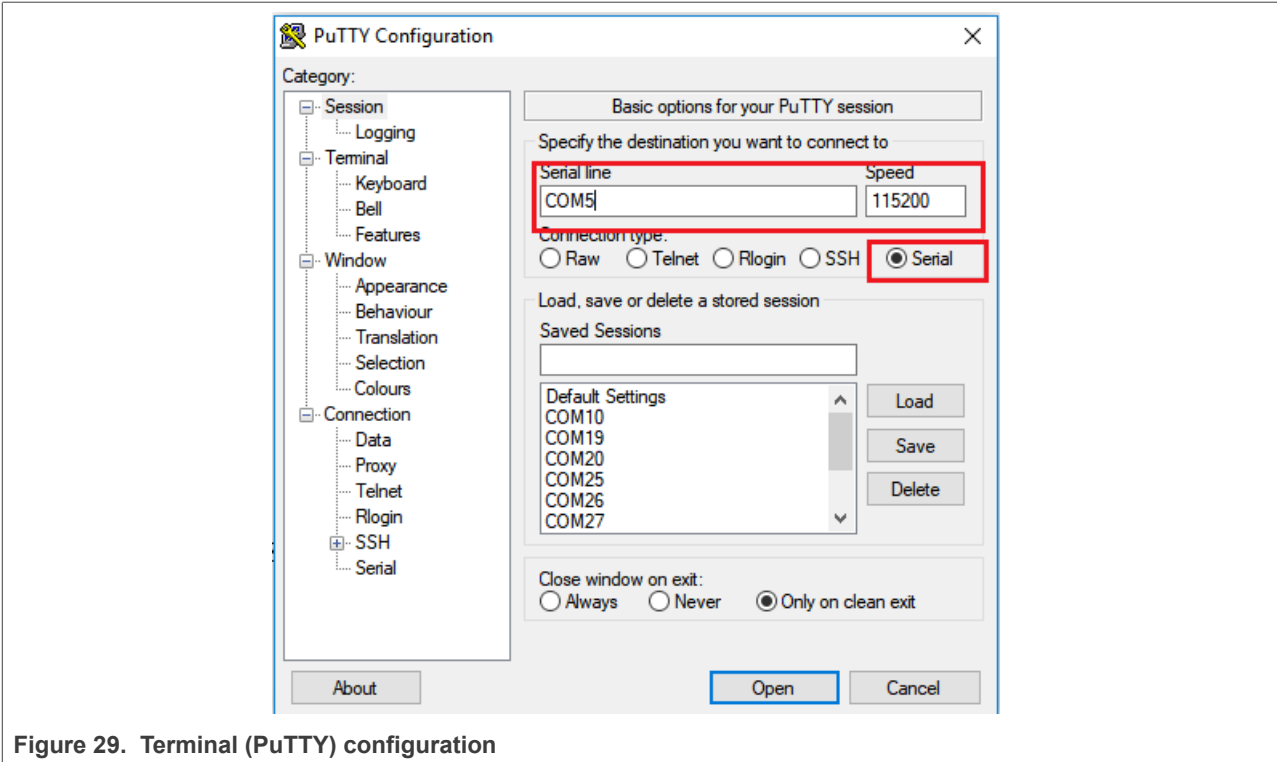 PuTTY Configuration
Category:
Session
Logging
Terminal
Keyboard
Bell
Features
Window
Appearance
Behaviour
Translation
Selection
Colours
Connection
Data
Proxy
Telnet
Rlogin
SSH
Serial
Basic options for your PuTTY session
Specify the destination you want to connect to
Serial line Speed
COM5 115200
Connection type:
Raw Telnet Rlogin SSH Serial
Load, save or delete a stored session
Saved Sessions
Default Settings
COM10
COM19
COM20
COM25
COM26
COM27
Load
Save
Delete
Close window on exit:
Always Never Only on clean exit
About Open Cancel
Figure 29. Terminal (PuTTY) configuration